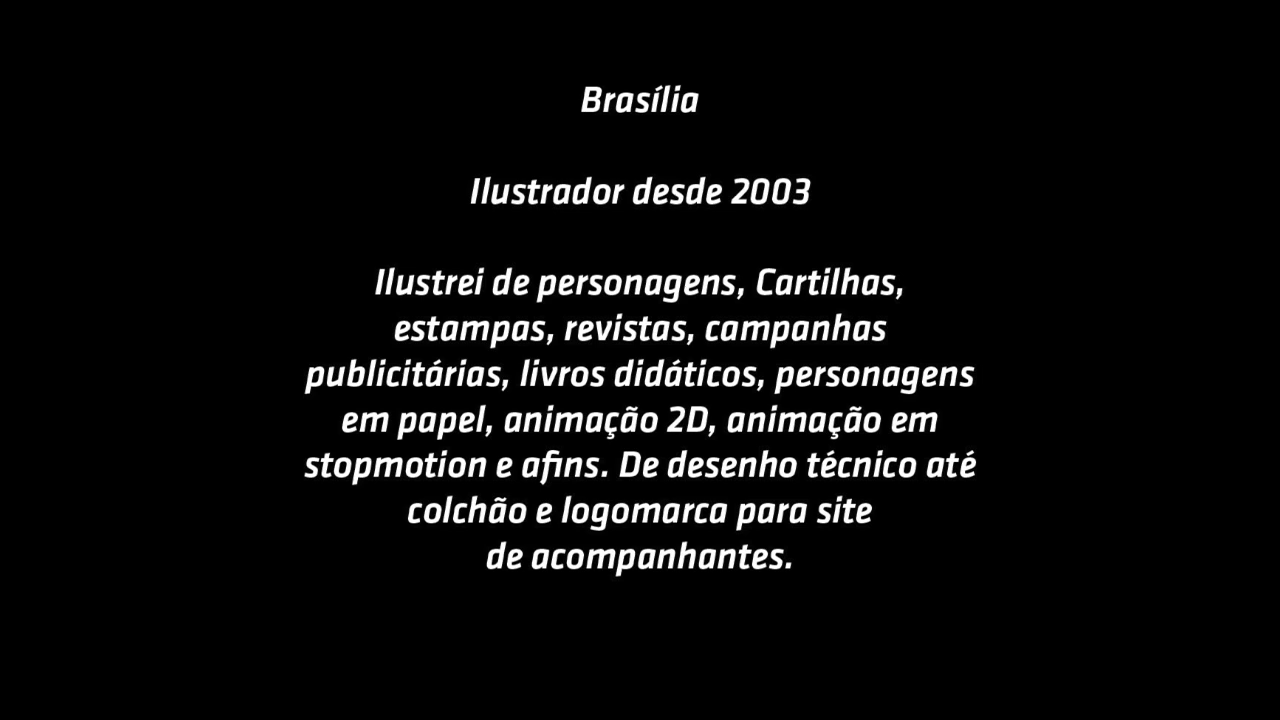 Brasília
Ilustrador desde 2003
Ilustrei de personagens, Cartilhas,
estampas, revistas, campanhas
publicitárias, livros didáticos, personagens
em papel, animação 2D, animação em
stopmotion e afins. De desenho técnico até
colchão e logomarca para site
de acompanhantes.